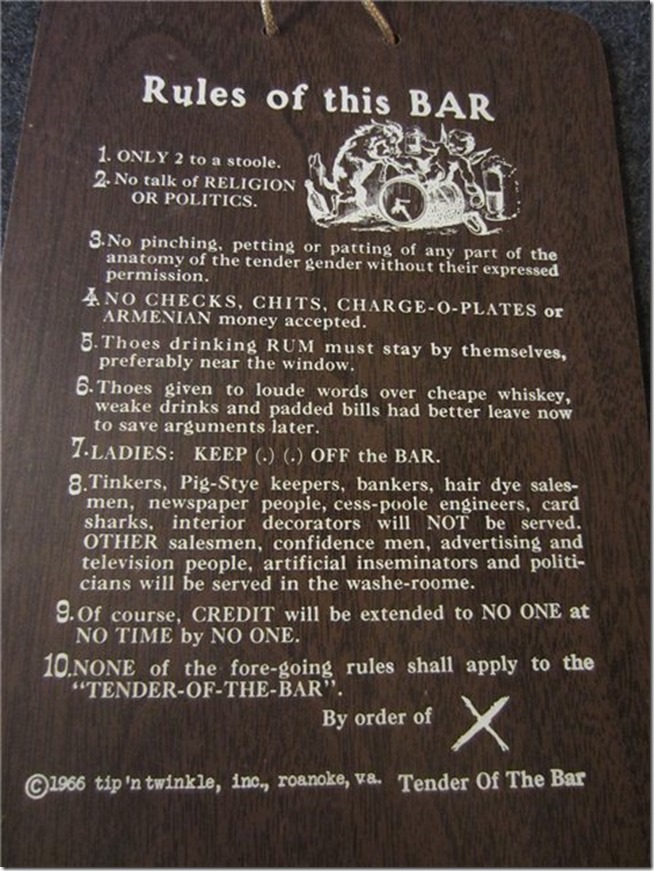 Rules of this BAR
1. ONLY 2 to a stoole.
2. No talk of RELIGION
OR POLITICS.
3. No pinching, petting or patting of any part of the
anatomy of the tender gender without their expressed
permission.
4. NO CHECKS, CHITS, CHARGE-O-PLATES or
ARMENIAN money accepted.
5. Thoes drinking RUM must stay by themselves,
preferably near the window.
6. Thoes given to loude words over cheape whiskey,
weake drinks and padded bills had better leave now
to save arguments later.
7. LADIES: KEEP (.) (.) OFF the BAR.
8. Tinkers, Pig-Stye keepers, bankers, hair dye sales-
men, newspaper people, cess-poole engineers, card
sharks, interior decorators will NOT be served.
OTHER salesmen, confidence men, advertising and
television people, artificial inseminators and politi-
cians will be served in the washe-roome.
9. Of course, CREDIT will be extended to NO ONE at
NO TIME by NO ONE.
10. NONE of the fore-going rules shall apply to the
"TENDER-OF-THE-BAR".
By order of X
©1966 tip'n twinkle, inc., roanoke, va. Tender Of The Bar